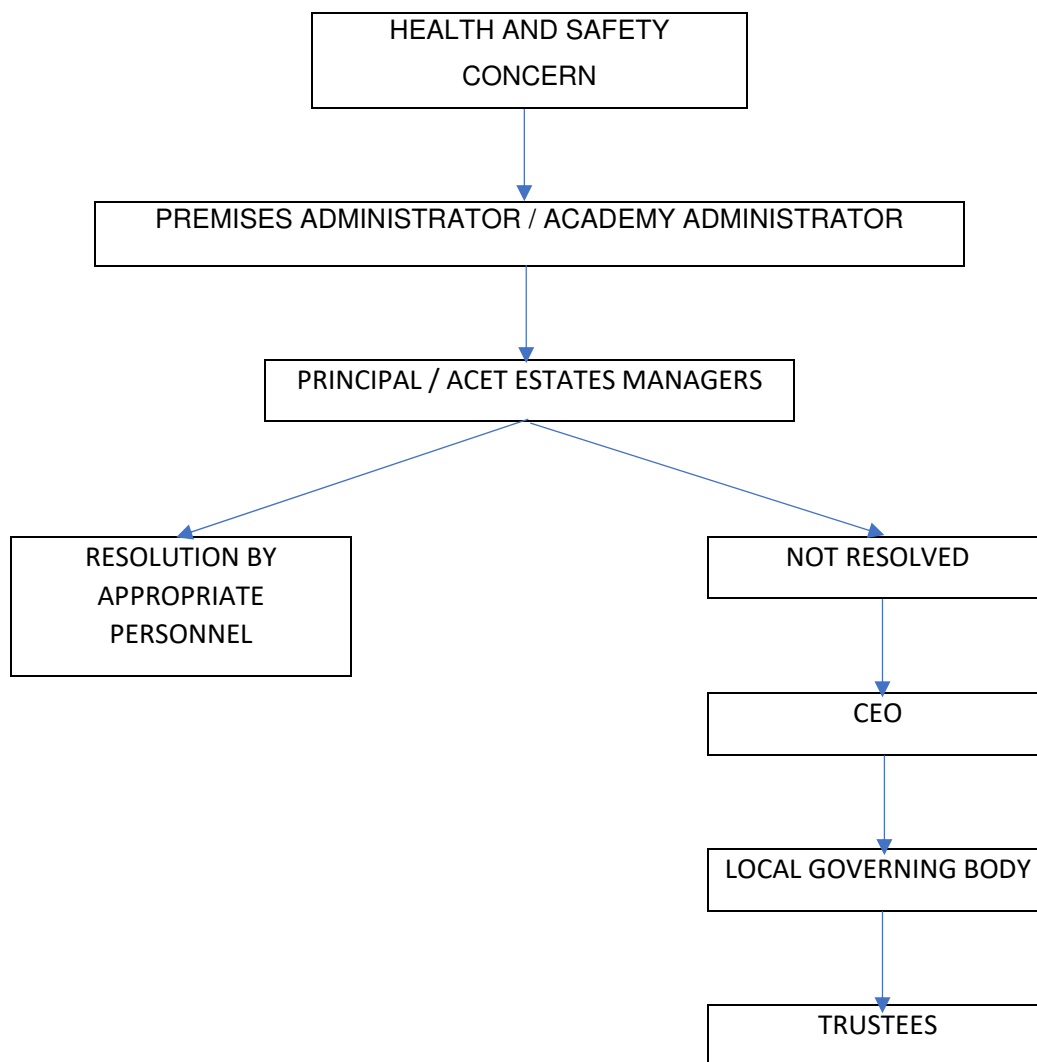 HEALTH AND SAFETY
CONCERN
PREMISES ADMINISTRATOR / ACADEMY ADMINISTRATOR
PRINCIPAL / ACET ESTATES MANAGERS
RESOLUTION BY
APPROPRIATE
PERSONNEL
NOT RESOLVED
CEO
LOCAL GOVERNING BODY
TRUSTEES